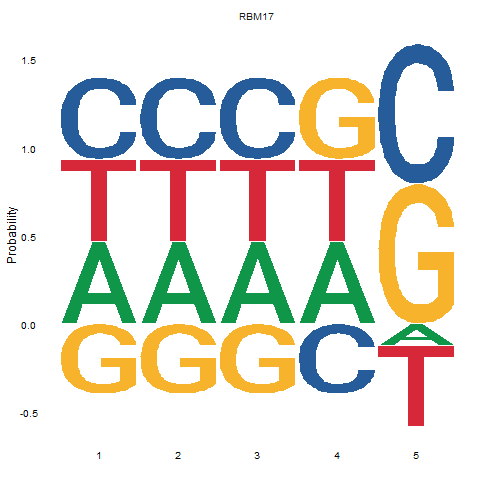 RBM17
Probability
1.5
1.0
0.5
0.0
-0.5
C C C G C
T T T T G
A A A A A
G G G C T
1 2 3 4 5